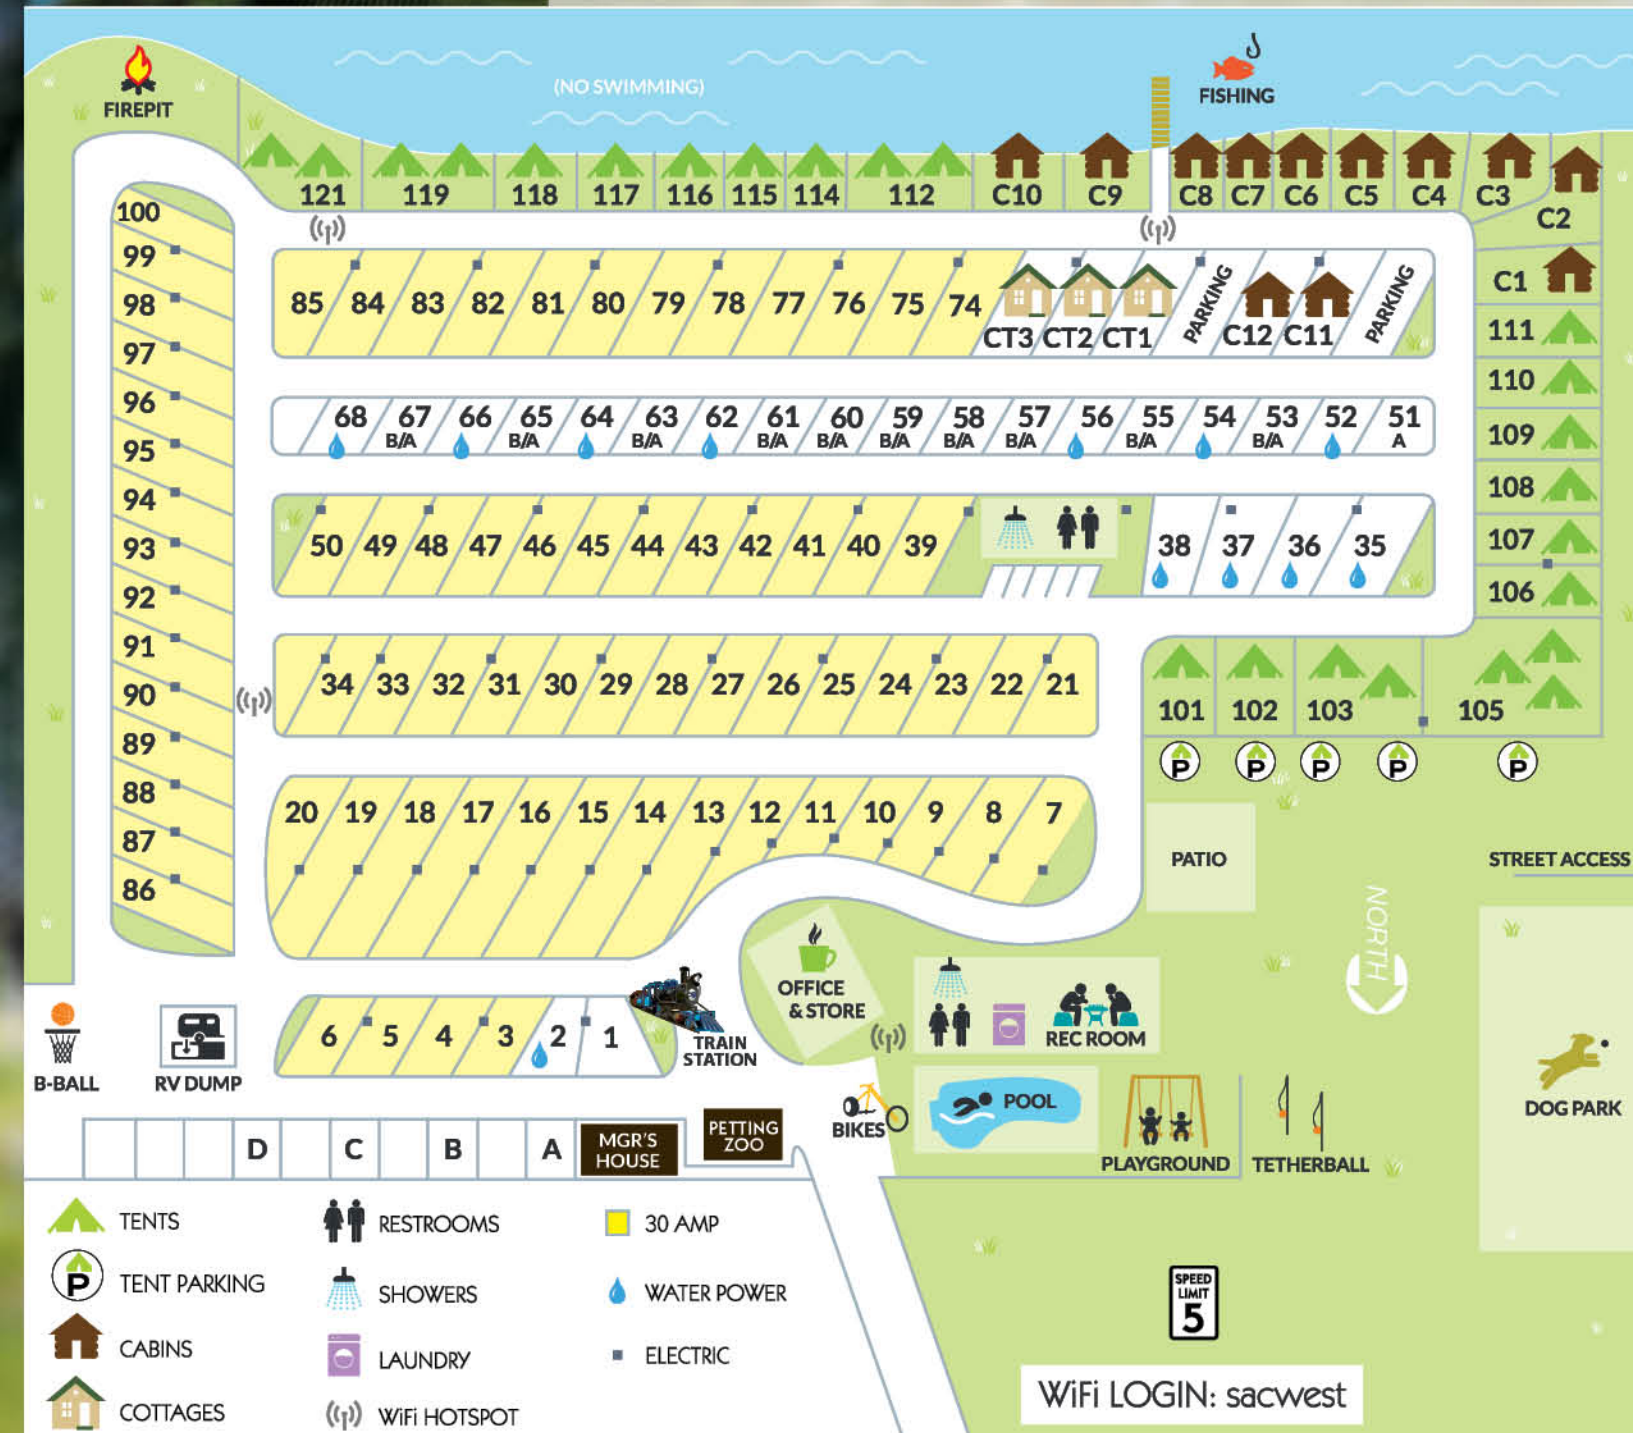 (NO SWIMMING)
FISHING
FIREPIT
121 119 118 117 116 115 114 112 C10 C9 C8 C7 C6 C5 C4 C3
C2
C1
111
110
109
108
107
106
100
99
98
97
96
95
94
93
92
91
90
89
88
87
86
85 84 83 82 81 80 79 78 77 76 75 74 CT3 CT2 CT1 PARKING C12 C11 PARKING
68 67 66 65 64 63 62 61 60 59 58 57 56 55 54 53 52 51
B/A B/A B/A B/A B/A B/A B/A B/A B/A B/A A
50 49 48 47 46 45 44 43 42 41 40 39 38 37 36 35
34 33 32 31 30 29 28 27 26 25 24 23 22 21
101 102 103 105
P P P P P
20 19 18 17 16 15 14 13 12 11 10 9 8 7
PATIO
STREET ACCESS
NORTH
OFFICE
& STORE
6 5 4 3 2 1
TRAIN
STATION
REC ROOM
B-BALL
RV DUMP
DOG PARK
BIKES
POOL
PLAYGROUND
TETHERBALL
D C B A
MGR'S
HOUSE
PETTING
ZOO
TENTS
P TENT PARKING
CABINS
COTTAGES
RESTROOMS
SHOWERS
LAUNDRY
WiFi HOTSPOT
30 AMP
WATER POWER
ELECTRIC
SPEED
LIMIT
5
WiFi LOGIN: sacwest